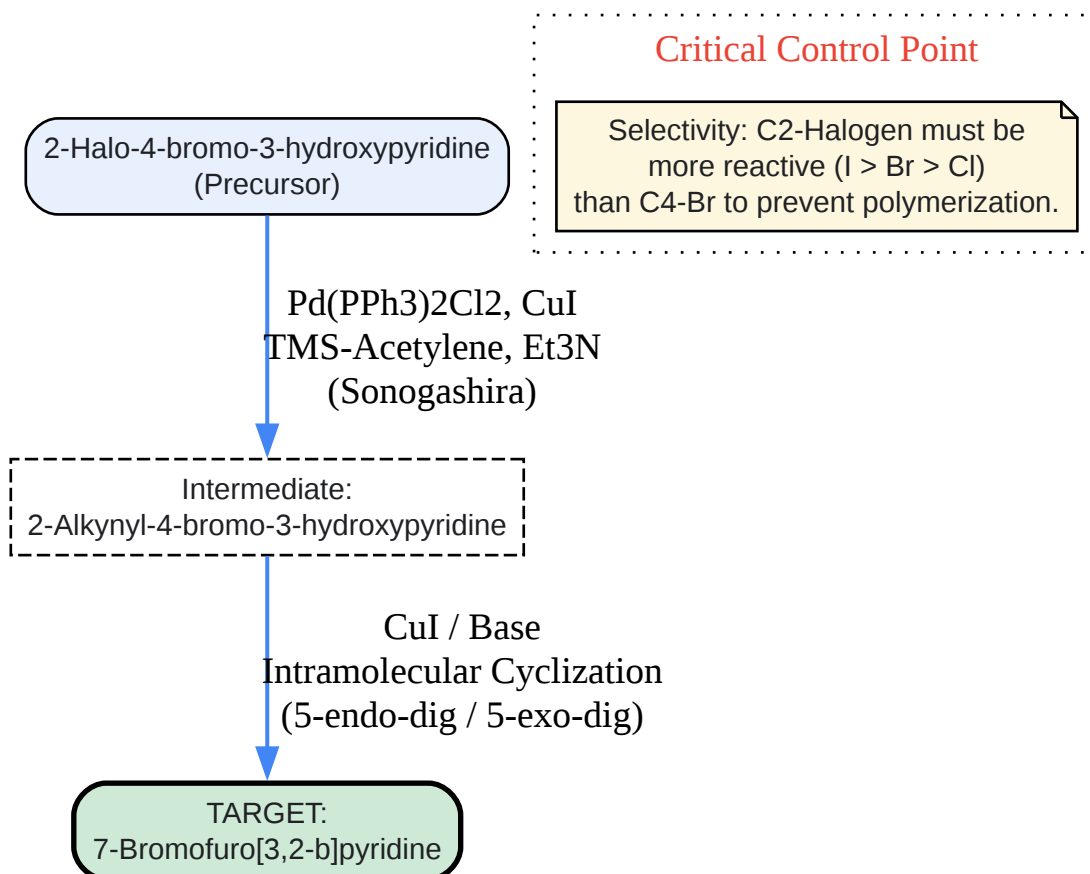 Critical Control Point
Selectivity: C2-Halogen must be
more reactive (I > Br > Cl)
than C4-Br to prevent polymerization.
2-Halo-4-bromo-3-hydroxypyridine
(Precursor)
Pd(PPh3)2Cl2, CuI
TMS-Acetylene, Et3N
(Sonogashira)
Intermediate:
2-Alkynyl-4-bromo-3-hydroxypyridine
CuI / Base
Intramolecular Cyclization
(5-endo-dig / 5-exo-dig)
TARGET:
7-Bromofuro[3,2-b]pyridine